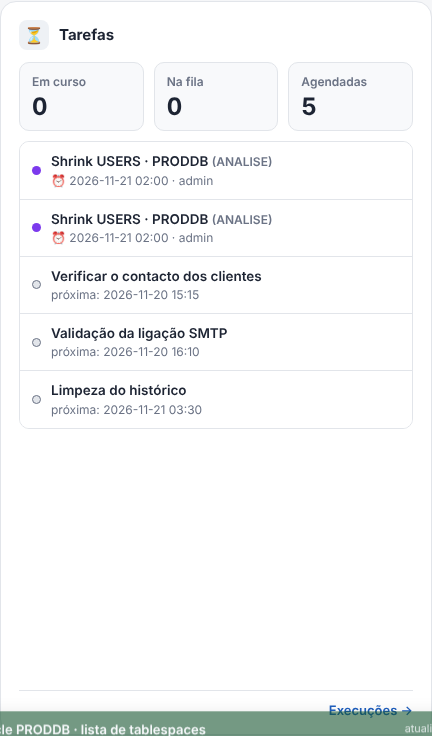 Tarefas
Em curso
0
Na fila
0
Agendadas
5
Shrink USERS · PRODDB (ANALISE)
⏰ 2026-11-21 02:00 · admin
Shrink USERS · PRODDB (ANALISE)
⏰ 2026-11-21 02:00 · admin
Verificar o contacto dos clientes
próxima: 2026-11-20 15:15
Validação da ligação SMTP
próxima: 2026-11-20 16:10
Limpeza do histórico
próxima: 2026-11-21 03:30
Execuções →
PRODDB · lista de tablespaces